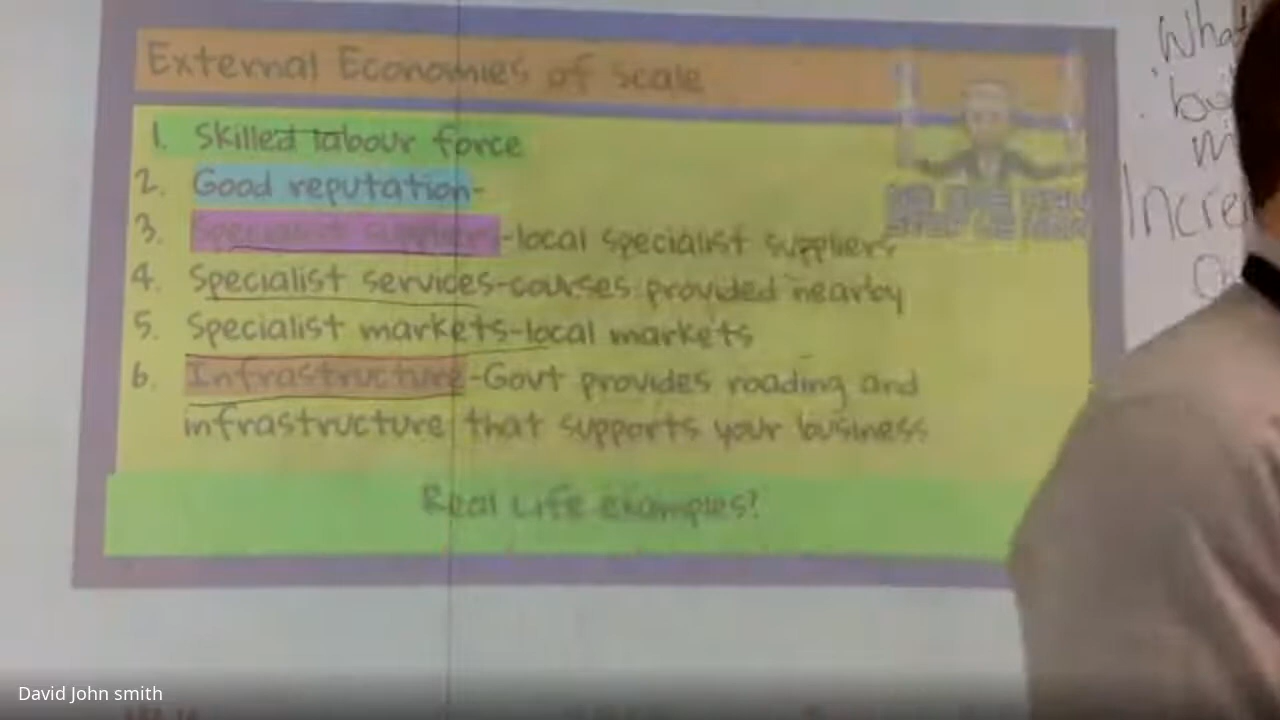 External Economies of Scale
1. Skilled labour force
2. Good reputation-
3. Specialist suppliers-local specialist suppliers
4. Specialist services-courses provided nearby
5. Specialist markets-local markets
6. Infrastructure-Govt provides roading and
infrastructure that supports your business
Real Life examples?
David John smith